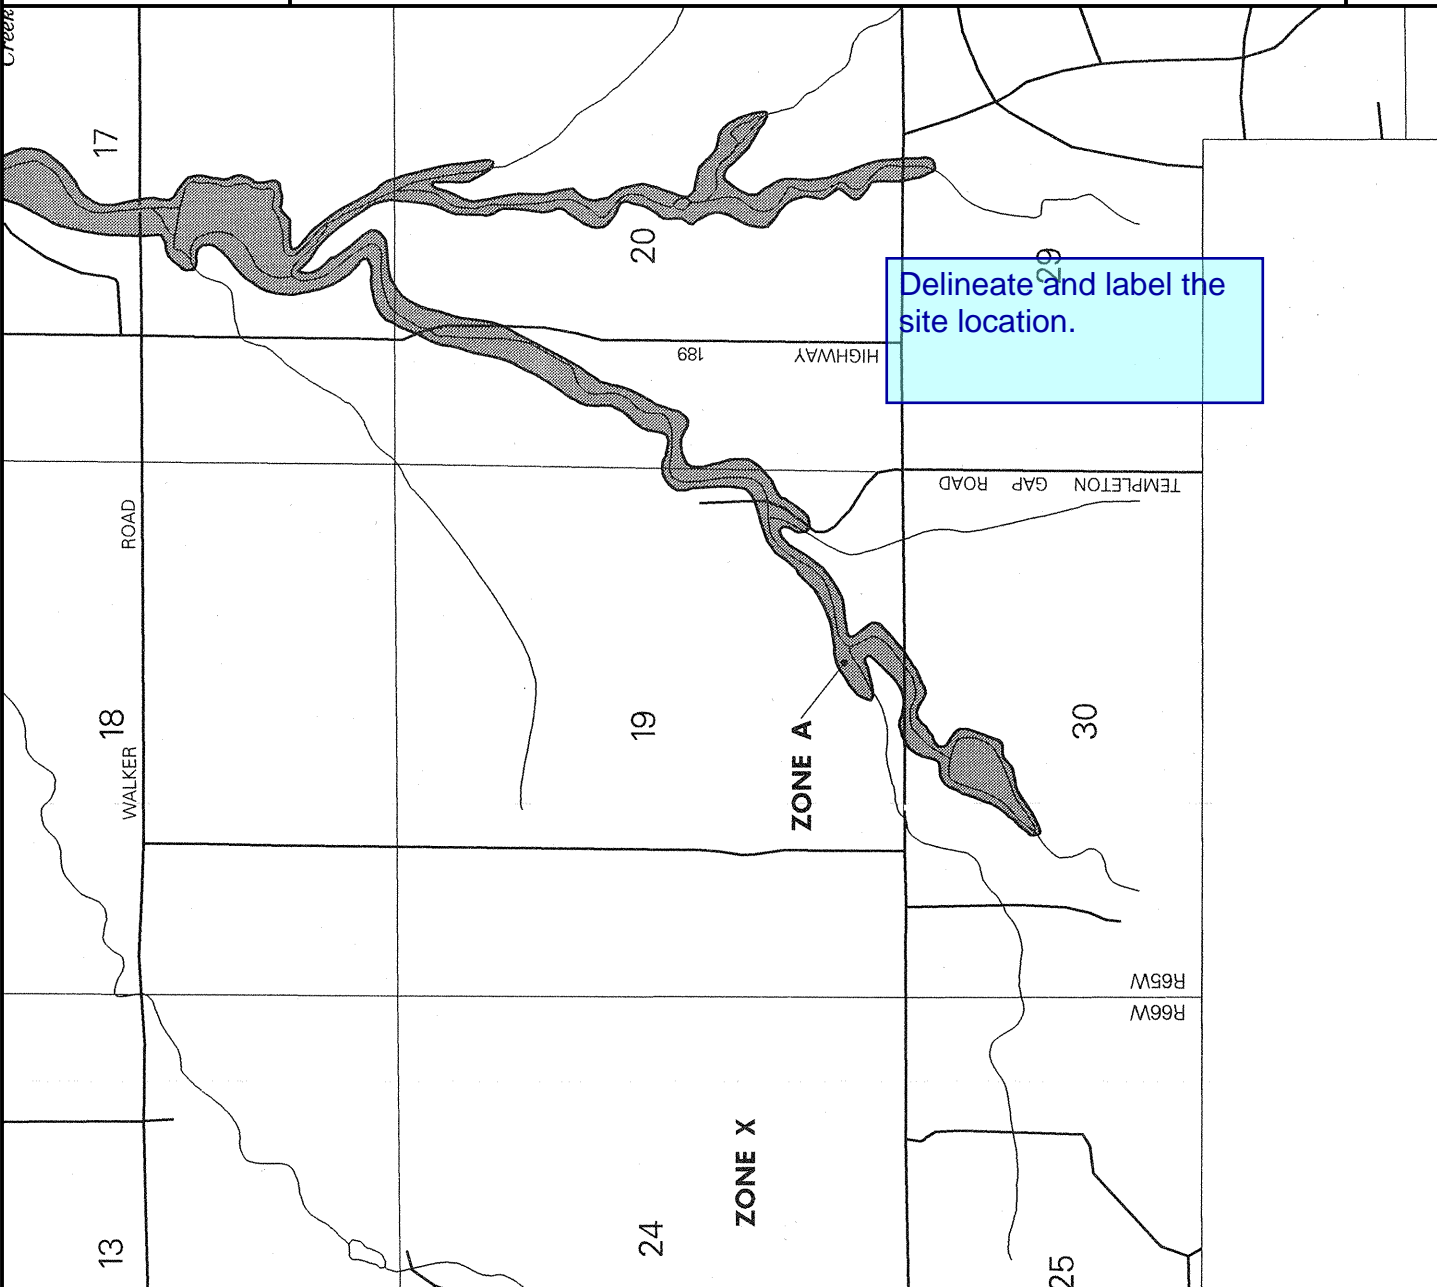 Creek
17
20
29
Delineate and label the
site location.
HIGHWAY 189
TEMPLETON GAP ROAD
WALKER ROAD
18
19
ZONE A
30
R65W
R66W
ZONE X
13
24
25